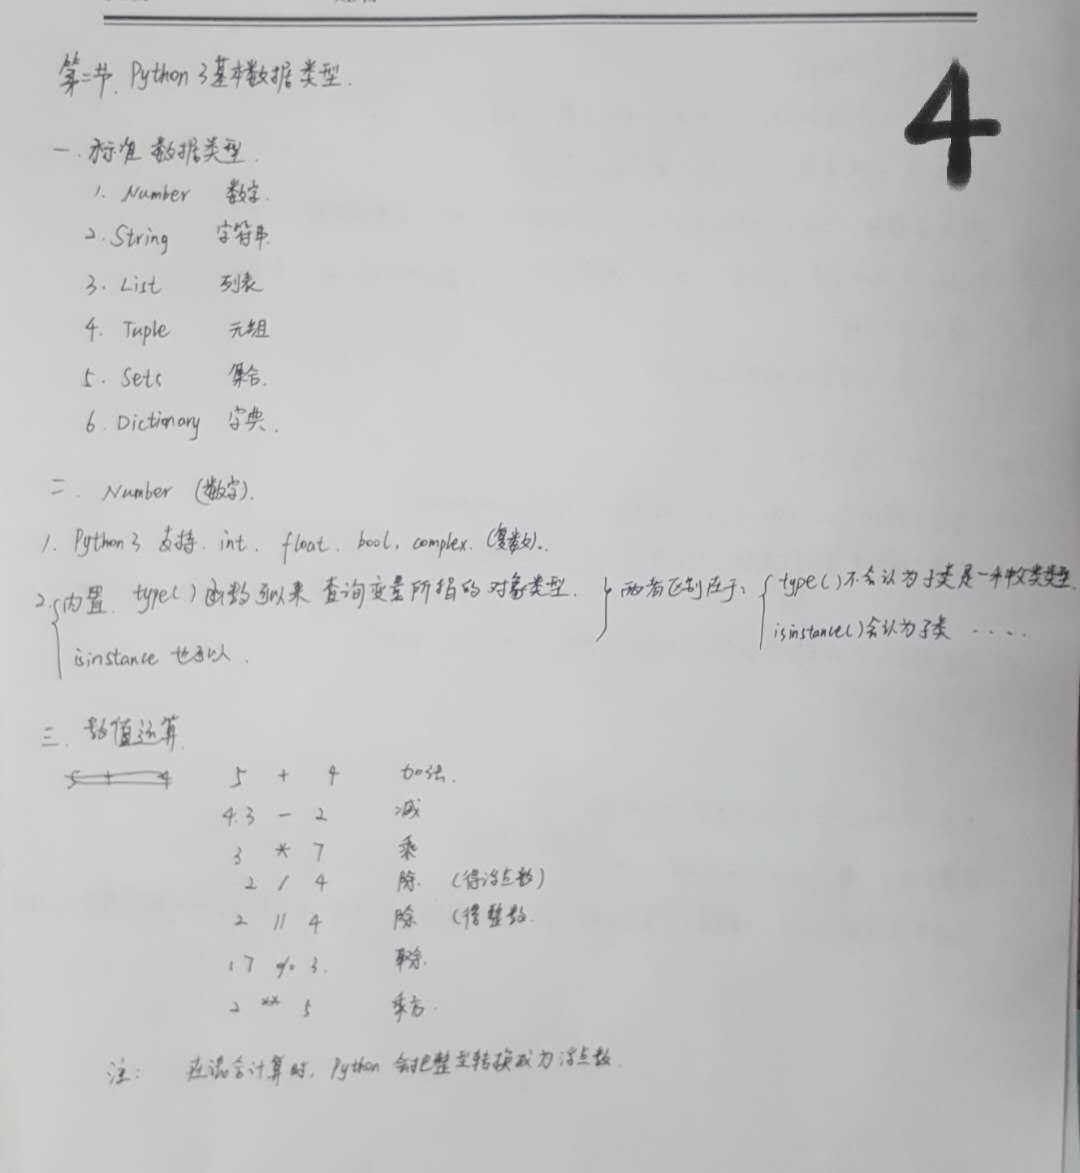 4
第二节. Python 3基本数据类型.
一. 标准数据类型.
1. Number 数字.
2. String 字符串.
3. List 列表
4. Tuple 元组
5. Sets 集合.
6. Dictionary 字典.
二. Number (数字).
1. Python 3 支持. int. float. bool, complex. (复数)..
2. 内置. type() 函数可以来查询变量所指的对象类型.
isinstance 也可以.
两者区别在于: type()不会认为子类是一种父类类型.
isinstance()会认为子类 .....
三. 数值运算.
5 + 4 加法.
4.3 - 2 减
3 * 7 乘
2 / 4 除. (得浮点数)
2 // 4 除 (得整数.
17 % 3. 取余.
2 ** 5 乘方.
注: 在混合计算时, Python 会把整型转换成为浮点数.